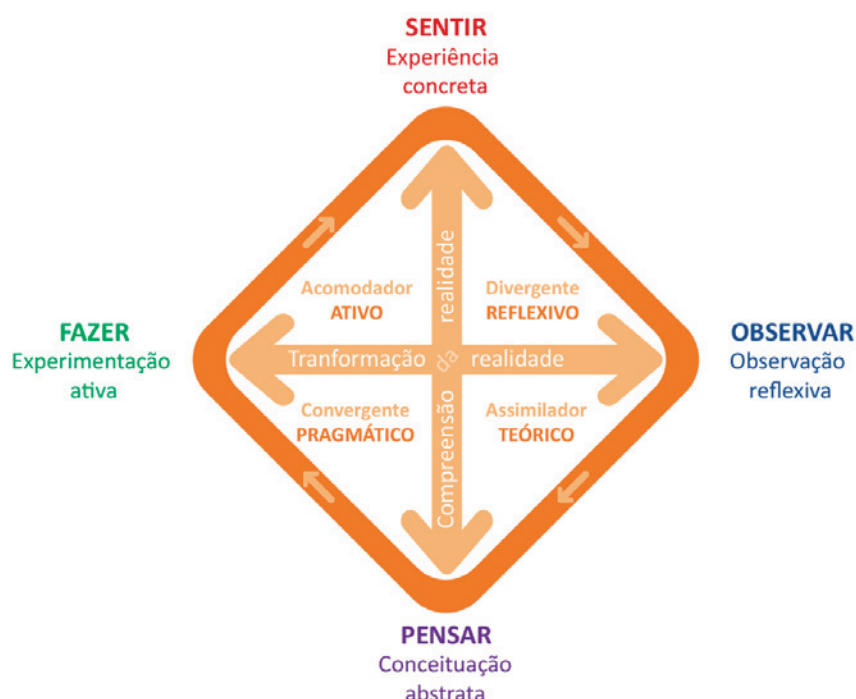 SENTIR
Experiência
concreta
Acomodador
ATIVO
Divergente
REFLEXIVO
FAZER
Experimentação
ativa
Tranformação da realidade
Compreensão da realidade
OBSERVAR
Observação
reflexiva
Convergente
PRAGMÁTICO
Assimilador
TEÓRICO
PENSAR
Conceituação
abstrata